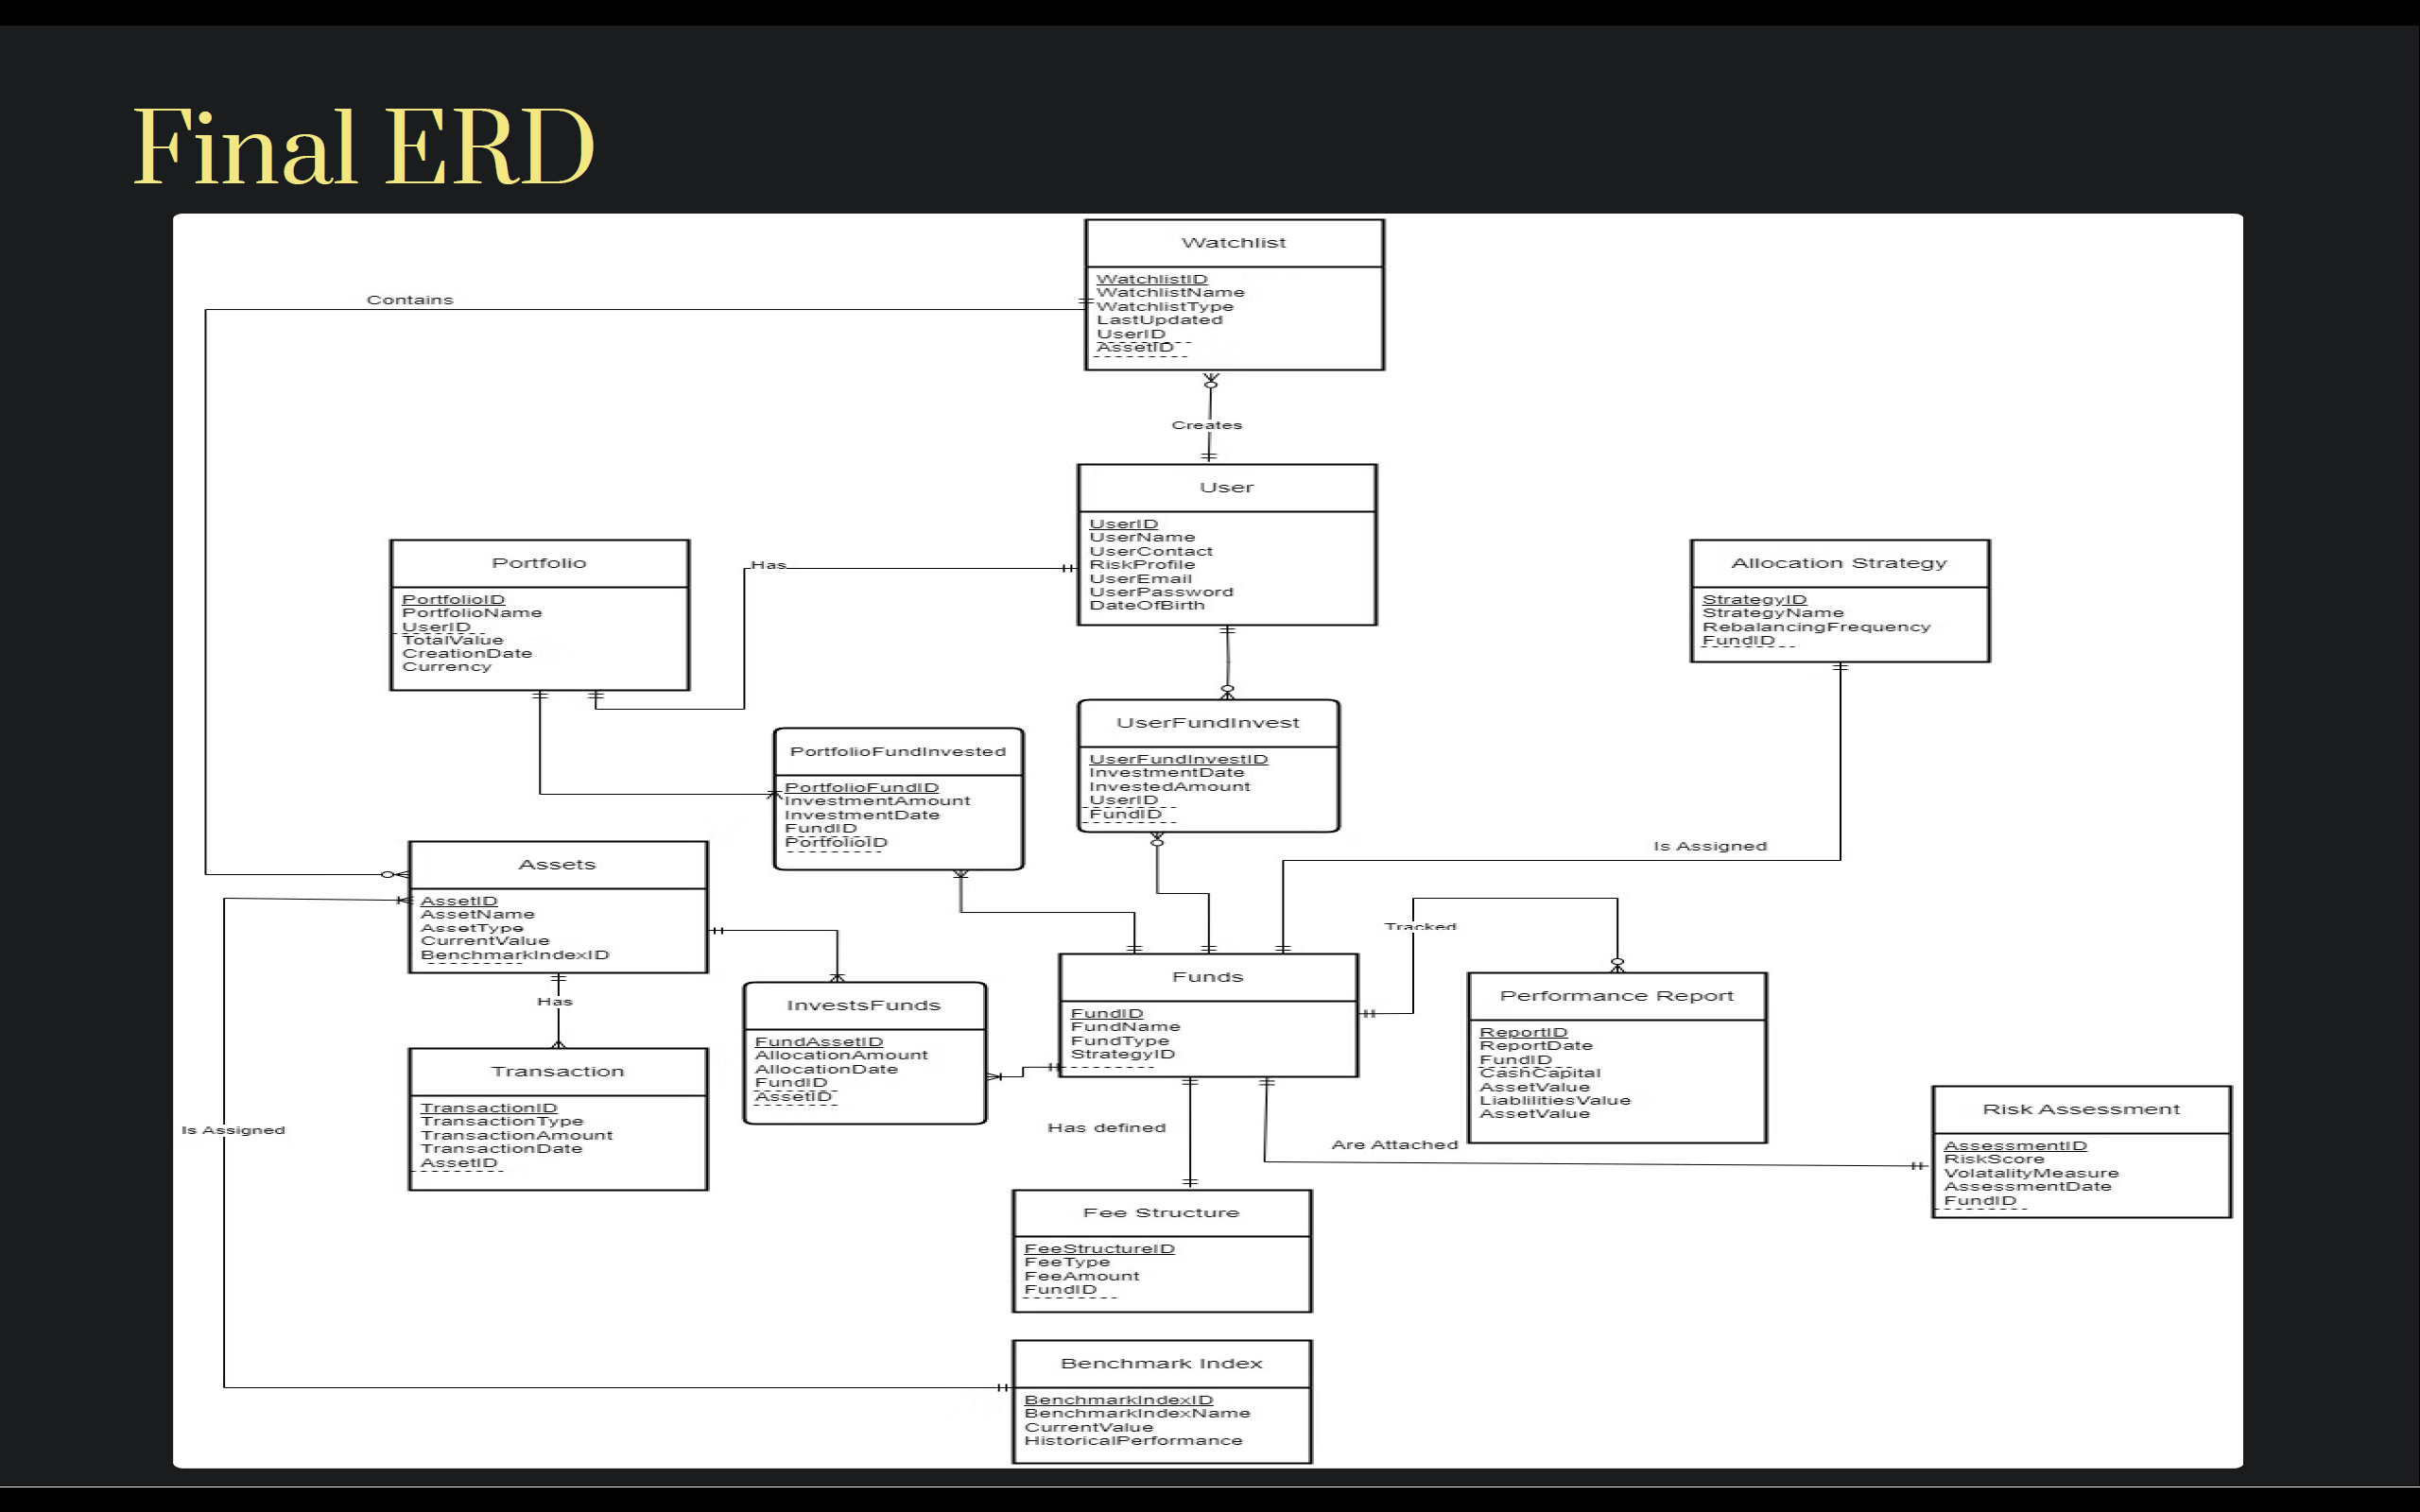 Final ERD
Watchlist
WatchlistID
WatchlistName
WatchlistType
LastUpdated
UserID
AssetID
Contains
Creates
User
UserID
UserName
UserContact
RiskProfile
UserEmail
UserPassword
DateOfBirth
Has
Portfolio
PortfolioID
PortfolioName
UserID
TotalValue
CreationDate
Currency
Allocation Strategy
StrategyID
StrategyName
RebalancingFrequency
FundID
UserFundInvest
UserFundInvestID
InvestmentDate
InvestedAmount
UserID
FundID
PortfolioFundInvested
PortfolioFundID
InvestmentAmount
InvestmentDate
FundID
PortfolioID
Is Assigned
Assets
AssetID
AssetName
AssetType
CurrentValue
BenchmarkIndexID
Has
Tracked
InvestsFunds
FundAssetID
AllocationAmount
AllocationDate
FundID
AssetID
Funds
FundID
FundName
FundType
StrategyID
Performance Report
ReportID
ReportDate
FundID
CashCapital
AssetValue
LiablilitiesValue
AssetValue
Transaction
TransactionID
TransactionType
TransactionAmount
TransactionDate
AssetID
Is Assigned
Has defined
Are Attached
Risk Assessment
AssessmentID
RiskScore
VolatalityMeasure
AssessmentDate
FundID
Fee Structure
FeeStructureID
FeeType
FeeAmount
FundID
Benchmark Index
BenchmarkIndexID
BenchmarkIndexName
CurrentValue
HistoricalPerformance